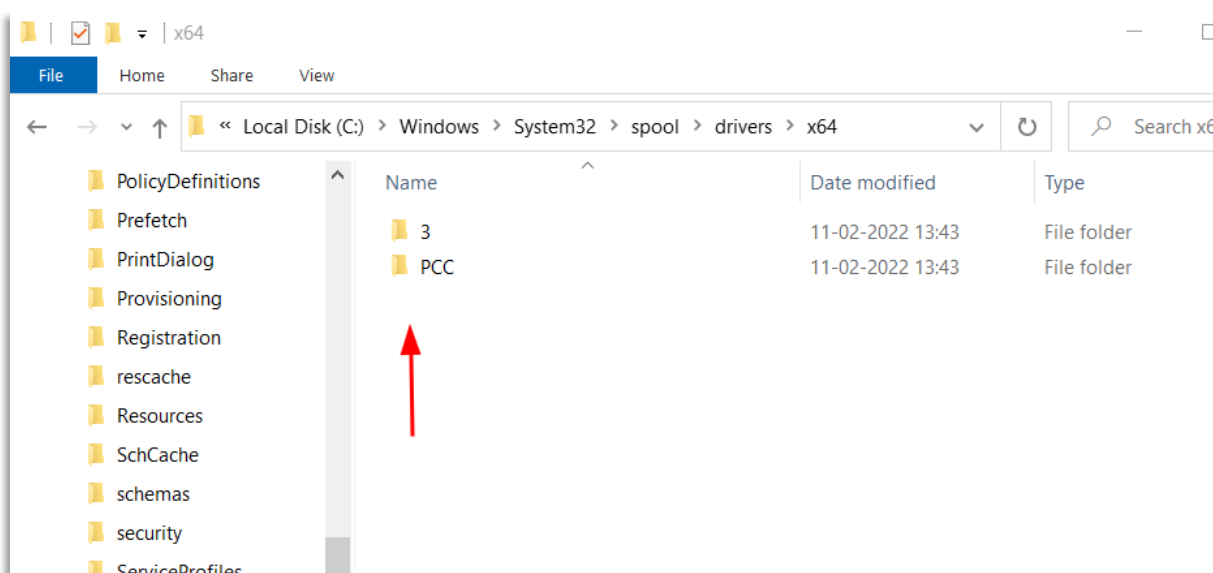 x64
File Home Share View
« Local Disk (C:) > Windows > System32 > spool > drivers > x64 Search x6
PolicyDefinitions
Prefetch
PrintDialog
Provisioning
Registration
rescache
Resources
SchCache
schemas
security
ServiceProfiles
Name Date modified Type
3 11-02-2022 13:43 File folder
PCC 11-02-2022 13:43 File folder